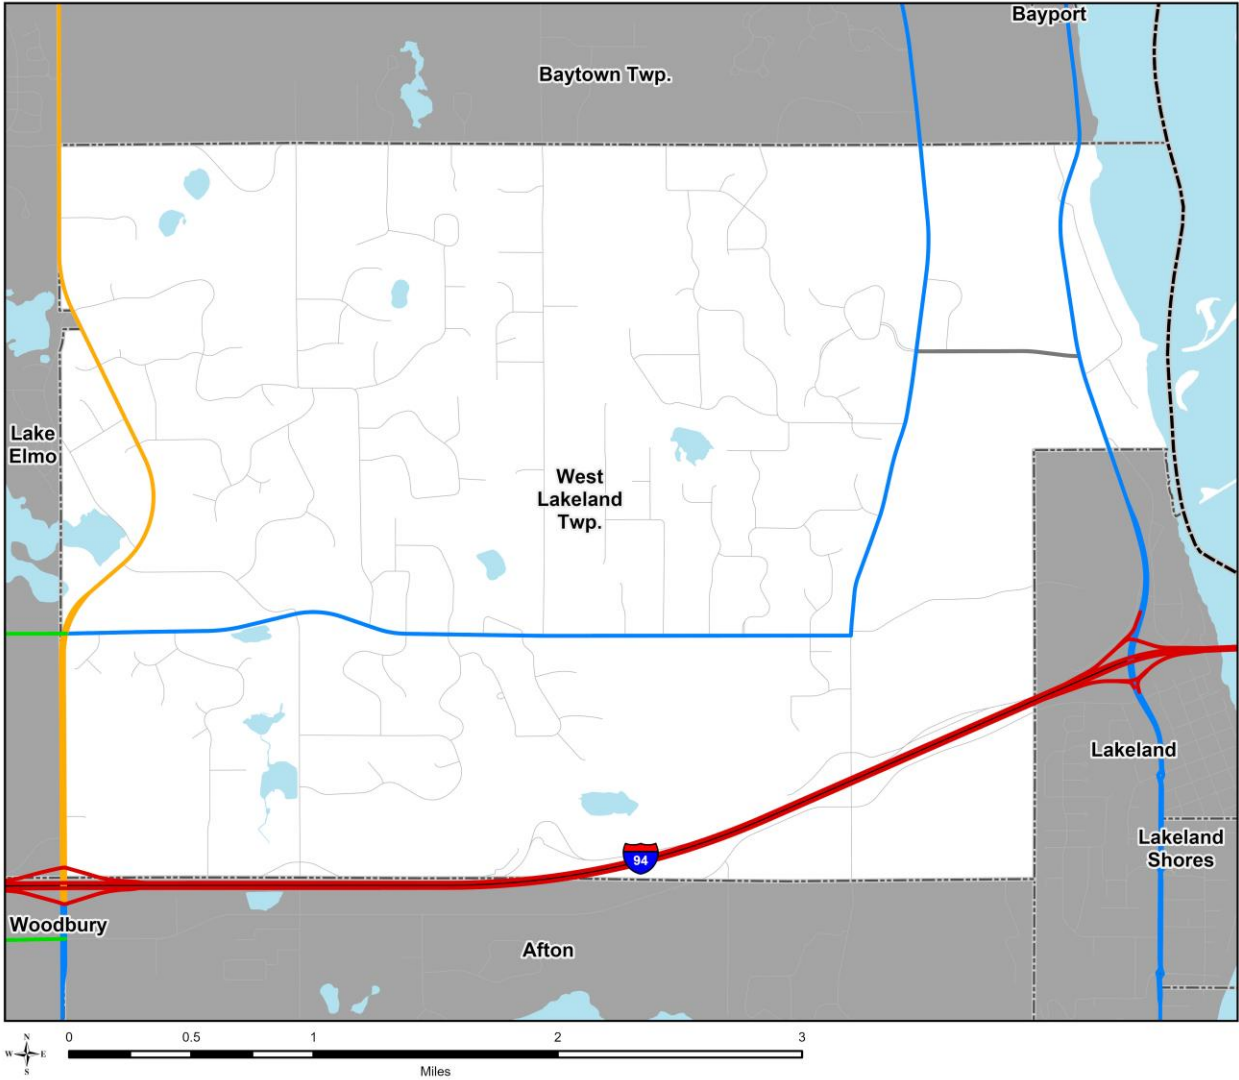 Bayport
Baytown Twp.
Lake
Elmo
West
Lakeland
Twp.
Lakeland
Lakeland
Shores
94
Woodbury
Afton
N
W E
S
0 0.5 1 2 3
Miles